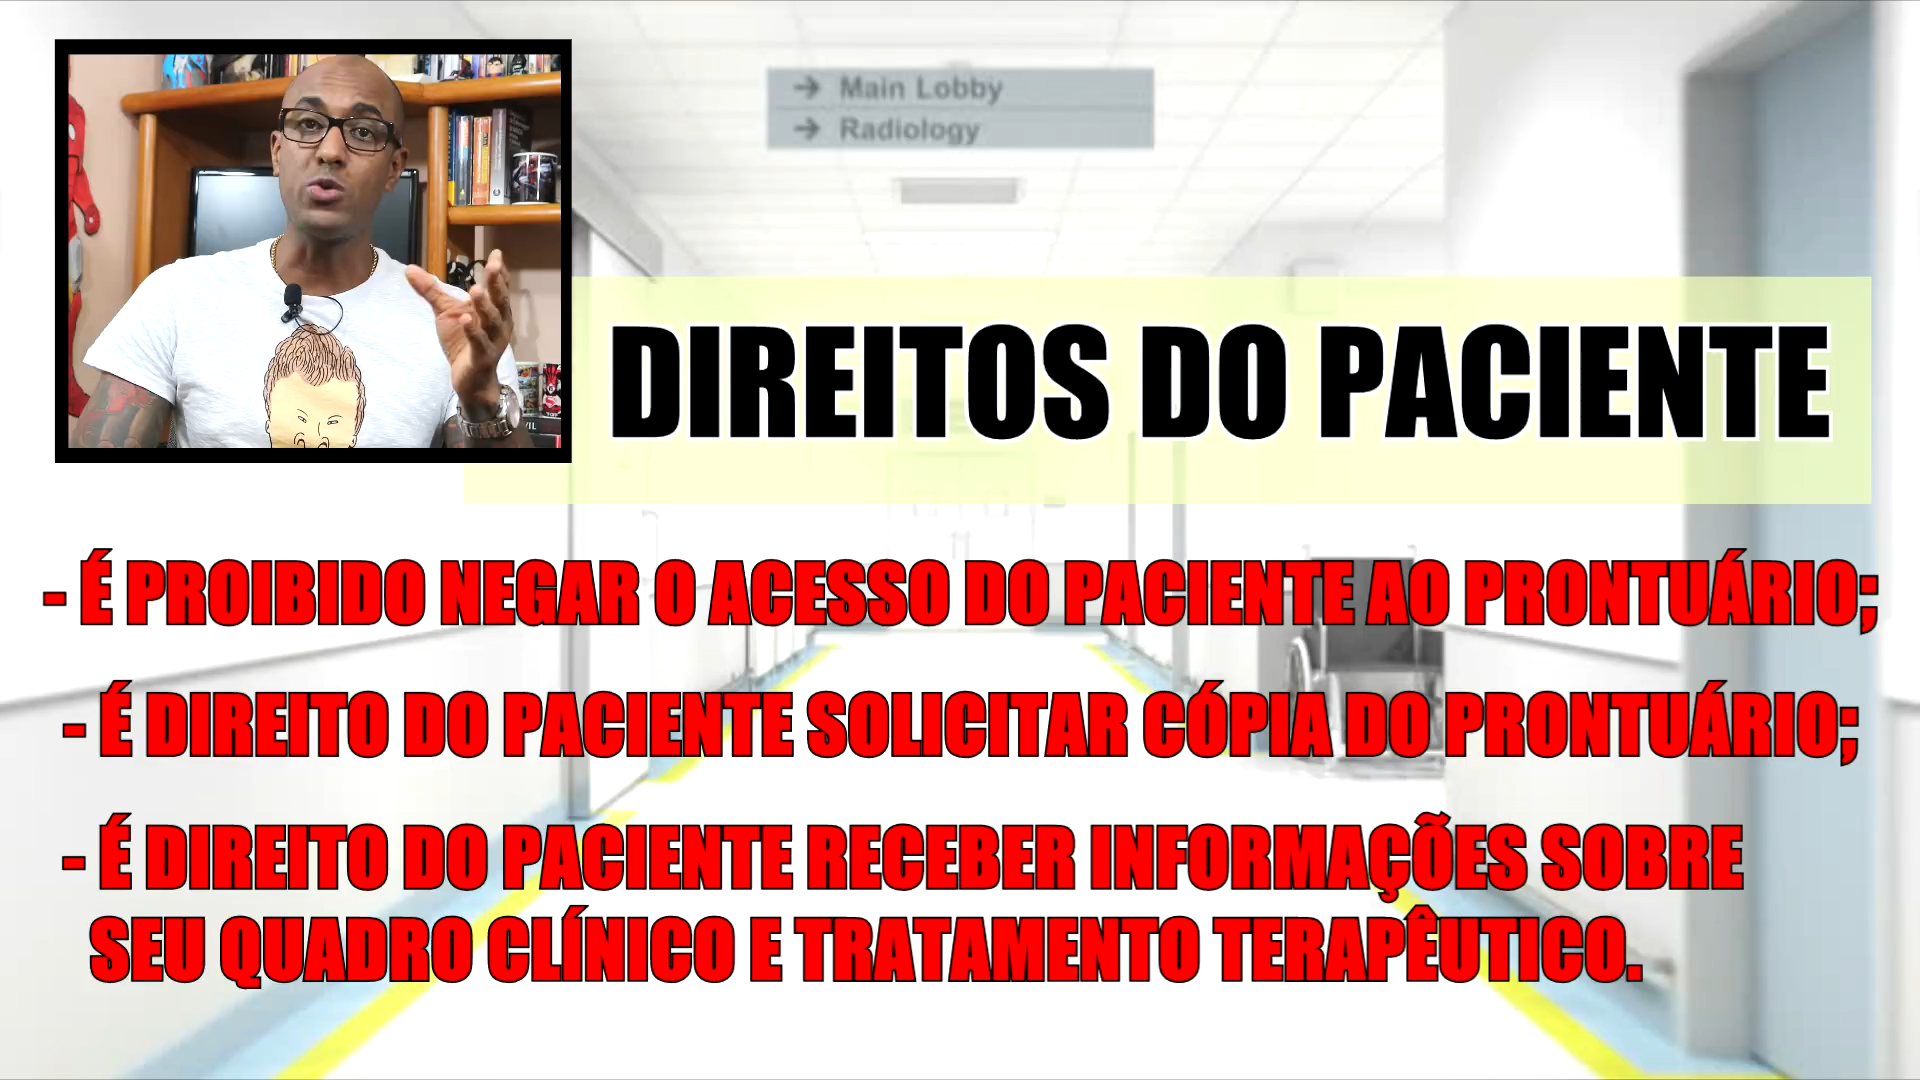 Main Lobby
Radiology
DIREITOS DO PACIENTE
- É PROIBIDO NEGAR O ACESSO DO PACIENTE AO PRONTUÁRIO;
- É DIREITO DO PACIENTE SOLICITAR CÓPIA DO PRONTUÁRIO;
- É DIREITO DO PACIENTE RECEBER INFORMAÇÕES SOBRE
SEU QUADRO CLÍNICO E TRATAMENTO TERAPÊUTICO.